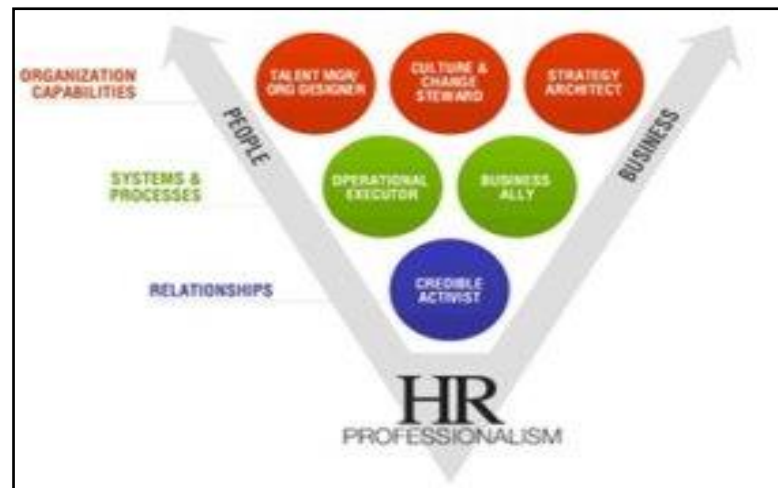 ORGANIZATION
CAPABILITIES
TALENT MGR/
ORG DESIGNER
CULTURE &
CHANGE
STEWARD
STRATEGY
ARCHITECT
PEOPLE
BUSINESS
SYSTEMS &
PROCESSES
OPERATIONAL
EXECUTOR
BUSINESS
ALLY
RELATIONSHIPS
CREDIBLE
ACTIVIST
HR
PROFESSIONALISM